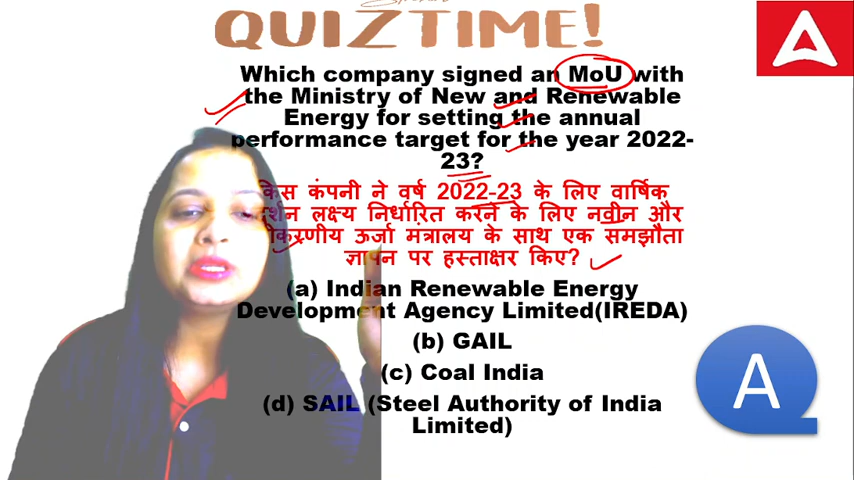 QUIZTIME!
Which company signed an MoU with
the Ministry of New and Renewable
Energy for setting the annual
performance target for the year 2022-
23?
किस कंपनी ने वर्ष 2022-23 के लिए वार्षिक
लक्ष्य निर्धारित करने के लिए नवीन और
ऊर्जा मंत्रालय के साथ एक समझौता
ज्ञापन पर हस्ताक्षर किए?
(a) Indian Renewable Energy
Development Agency Limited(IREDA)
(b) GAIL
(c) Coal India
(d) SAIL (Steel Authority of India
Limited)
A